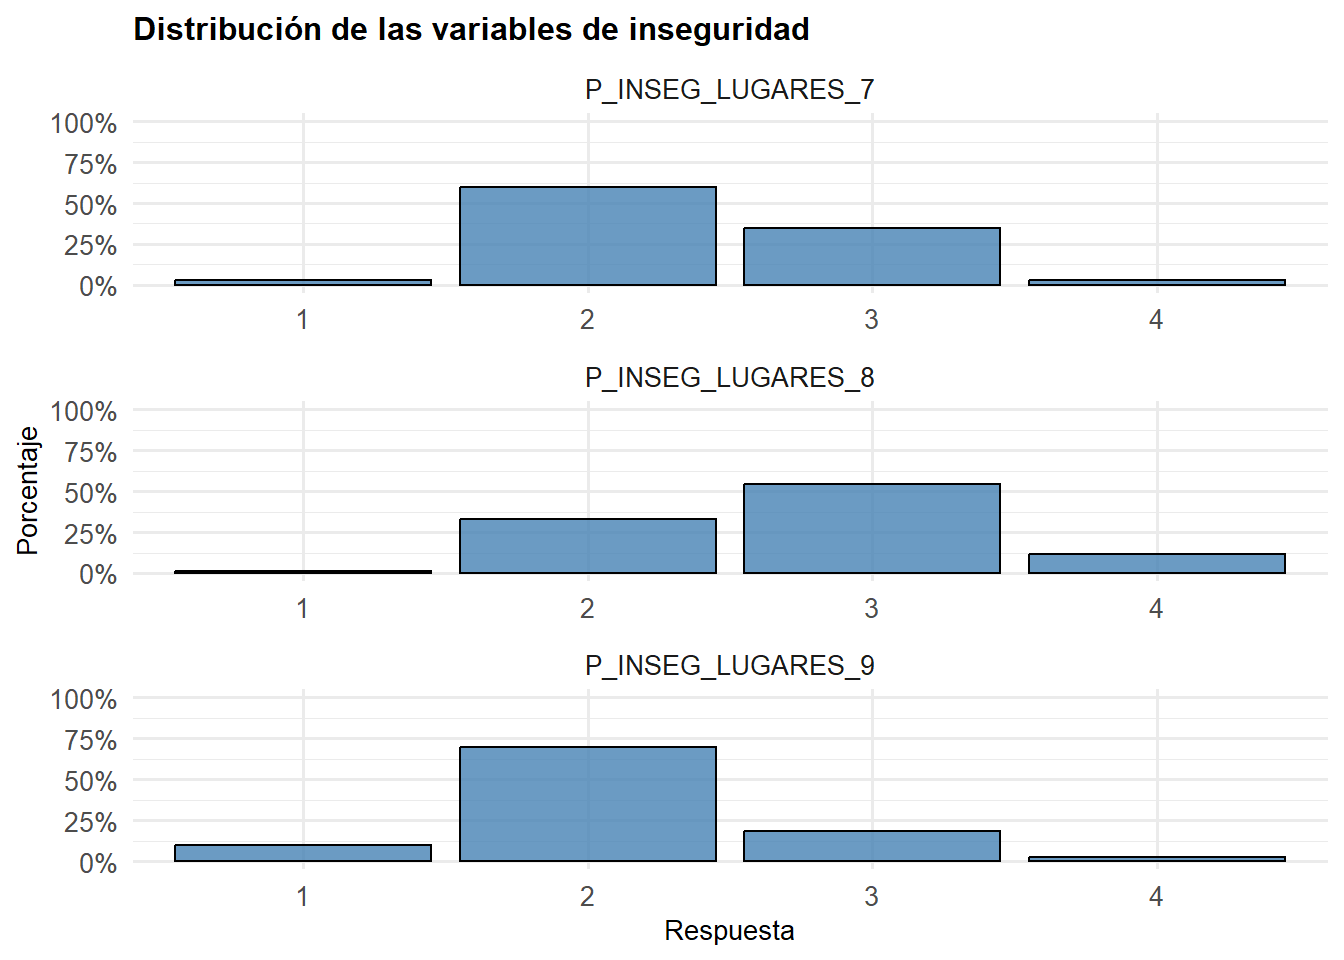 Distribución de las variables de inseguridad
P_INSEG_LUGARES_7
100%
75%
50%
25%
0%
1 2 3 4
P_INSEG_LUGARES_8
100%
75%
50%
25%
0%
1 2 3 4
P_INSEG_LUGARES_9
100%
75%
50%
25%
0%
1 2 3 4
Porcentaje
Respuesta